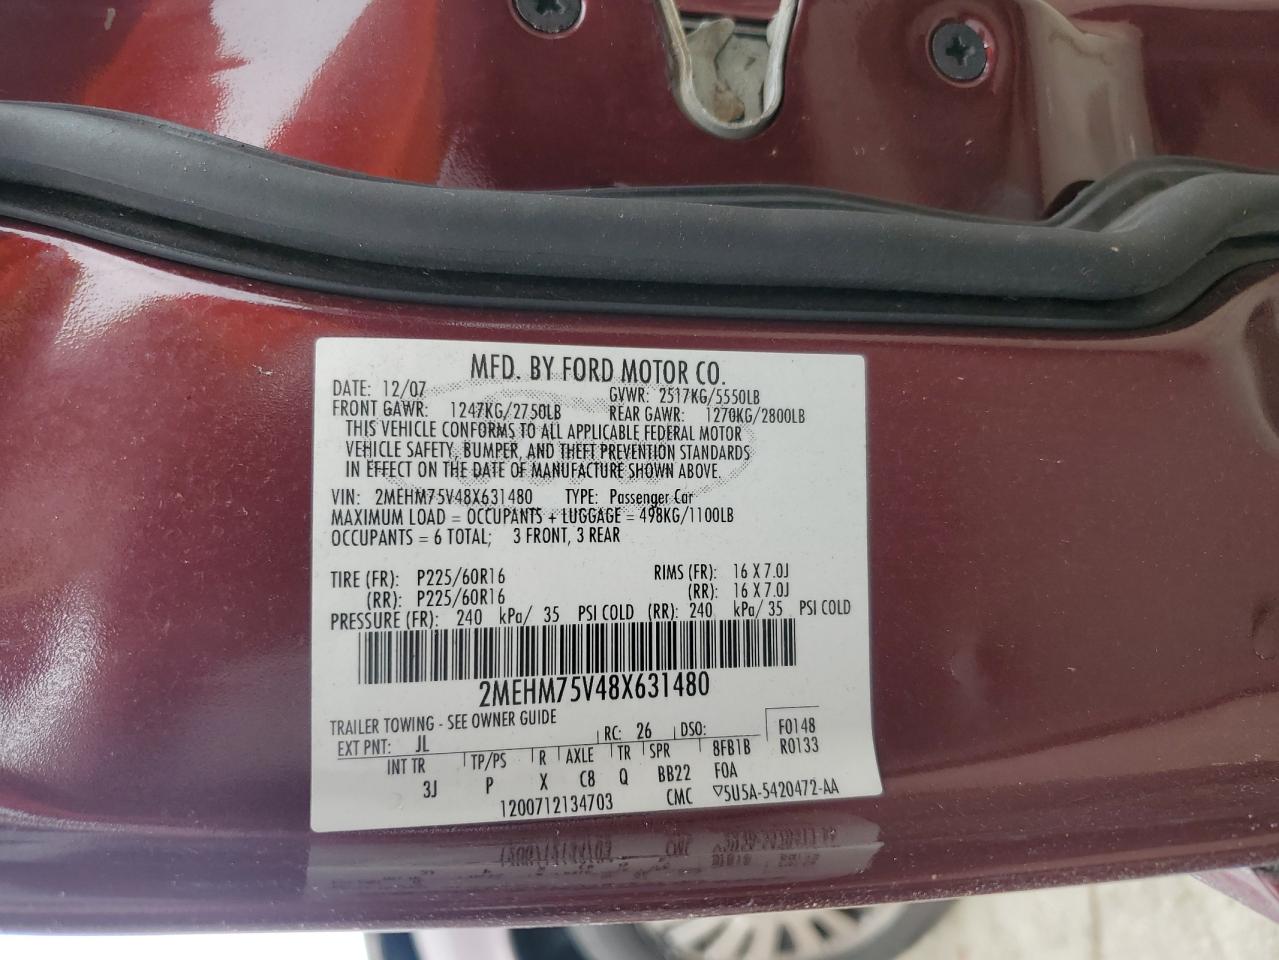 MFD. BY FORD MOTOR CO.
DATE: 12/07 GVWR: 2517KG/5550LB
FRONT GAWR: 1247KG/2750LB REAR GAWR: 1270KG/2800LB
THIS VEHICLE CONFORMS TO ALL APPLICABLE FEDERAL MOTOR
VEHICLE SAFETY, BUMPER, AND THEFT PREVENTION STANDARDS
IN EFFECT ON THE DATE OF MANUFACTURE SHOWN ABOVE.
VIN: 2MEHM75V48X631480 TYPE: Passenger Car
MAXIMUM LOAD = OCCUPANTS + LUGGAGE = 498KG/1100LB
OCCUPANTS = 6 TOTAL; 3 FRONT, 3 REAR
TIRE (FR): P225/60R16 RIMS (FR): 16 X 7.0J
(RR): P225/60R16 (RR): 16 X 7.0J
PRESSURE (FR): 240 kPa/ 35 PSI COLD (RR): 240 kPa/ 35 PSI COLD
2MEHM75V48X631480
TRAILER TOWING - SEE OWNER GUIDE
EXT PNT: JL RC: 26 DSO: F0148
INT TR TP/PS R AXLE TR SPR 8FB1B R0133
3J P X C8 Q BB22 FOA
1200712134703 CMC ▽5U5A-5420472-AA